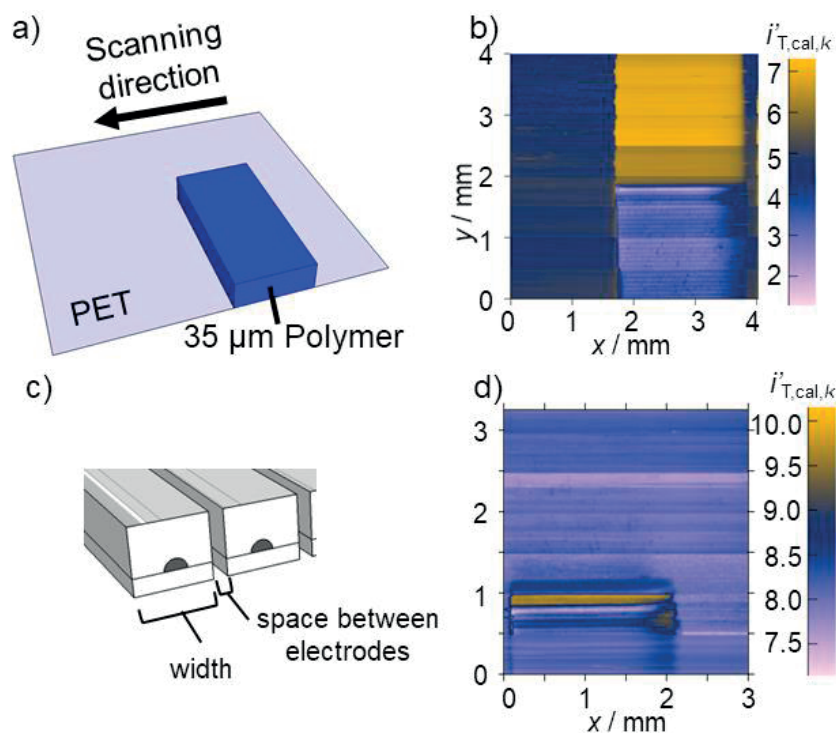 a)
Scanning
direction
PET
35 µm Polymer
b)
i'T,cal,k
4
3
2
1
0
y / mm
0 1 2 3 4
x / mm
7
6
5
4
3
2
c)
width
space between
electrodes
d)
i'T,cal,k
3
2
1
0
0 1 2 3
x / mm
10.0
9.5
9.0
8.5
8.0
7.5